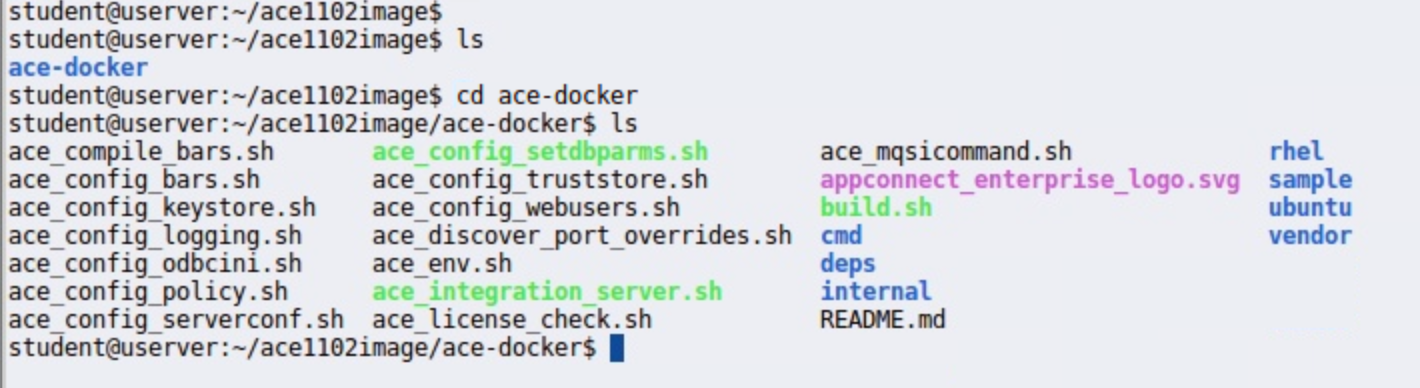 student@userver:~/ace1102image$
student@userver:~/ace1102image$ ls
ace-docker
student@userver:~/ace1102image$ cd ace-docker
student@userver:~/ace1102image/ace-docker$ ls
ace_compile_bars.sh ace_config_setdbparms.sh ace_mqsicommand.sh rhel
ace_config_bars.sh ace_config_truststore.sh appconnect_enterprise_logo.svg sample
ace_config_keystore.sh ace_config_webusers.sh build.sh ubuntu
ace_config_logging.sh ace_discover_port_overrides.sh cmd vendor
ace_config_odbcini.sh ace_env.sh deps
ace_config_policy.sh ace_integration_server.sh internal
ace_config_serverconf.sh ace_license_check.sh README.md
student@userver:~/ace1102image/ace-docker$